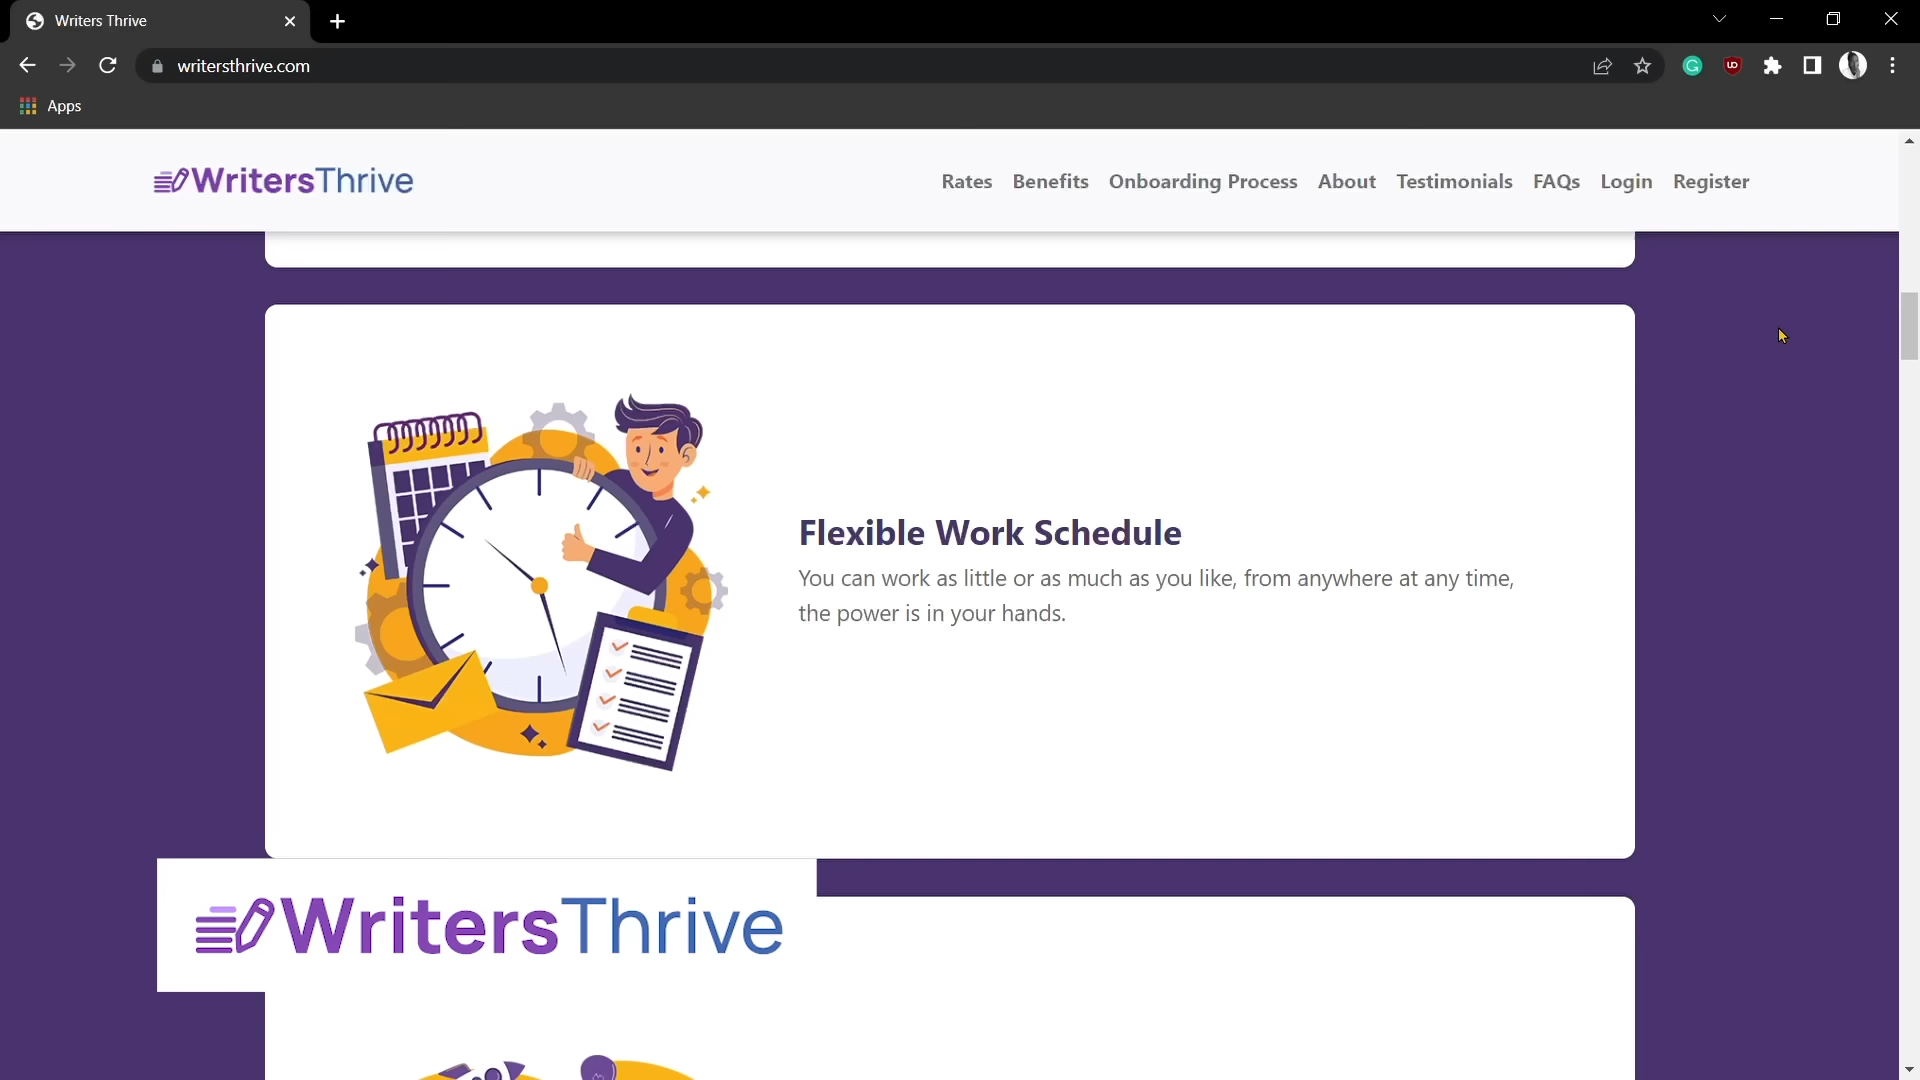 Writers Thrive
writersthrive.com
Apps
WritersThrive
Rates Benefits Onboarding Process About Testimonials FAQs Login Register
Flexible Work Schedule
You can work as little or as much as you like, from anywhere at any time,
the power is in your hands.
WritersThrive